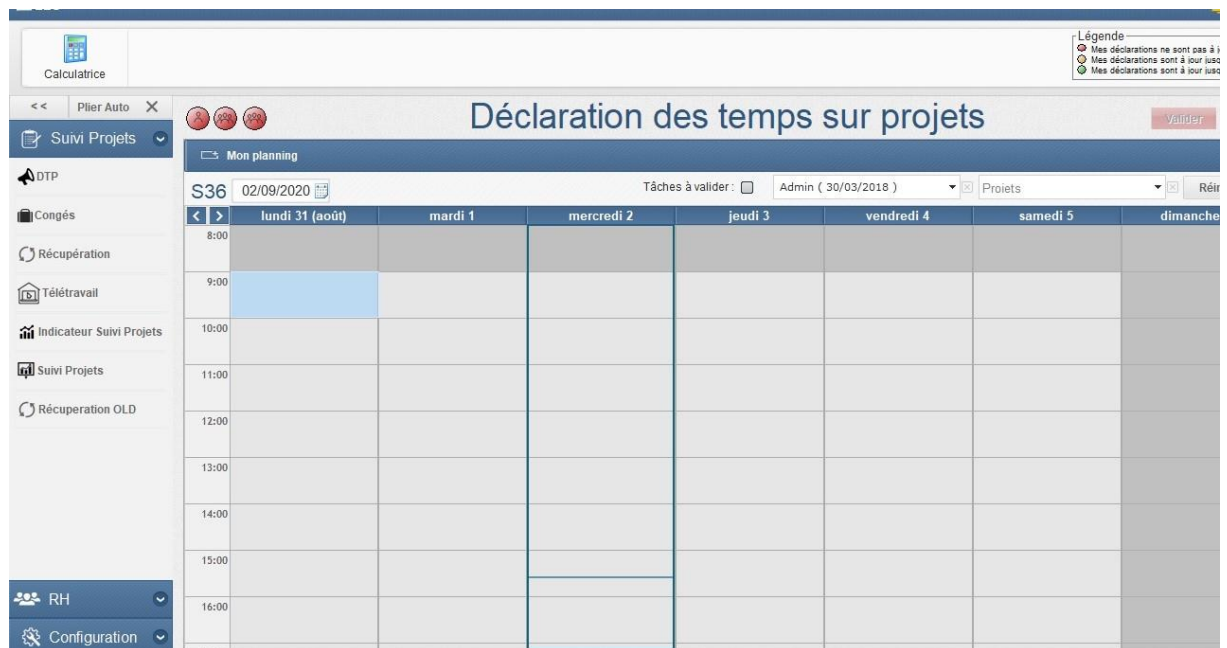 Légende
Mes déclarations ne sont pas à j
Mes déclarations sont à jour jusq
Mes déclarations sont à jour jusq
Calculatrice
<< Plier Auto X
Déclaration des temps sur projets
Valider
Suivi Projets
Mon planning
DTP
S36 02/09/2020 Tâches à valider : Admin ( 30/03/2018 ) Projets Réin
lundi 31 (août) mardi 1 mercredi 2 jeudi 3 vendredi 4 samedi 5 dimanche
Congés
Récupération
Télétravail
Indicateur Suivi Projets
Suivi Projets
Récuperation OLD
8:00
9:00
10:00
11:00
12:00
13:00
14:00
15:00
16:00
RH
Configuration